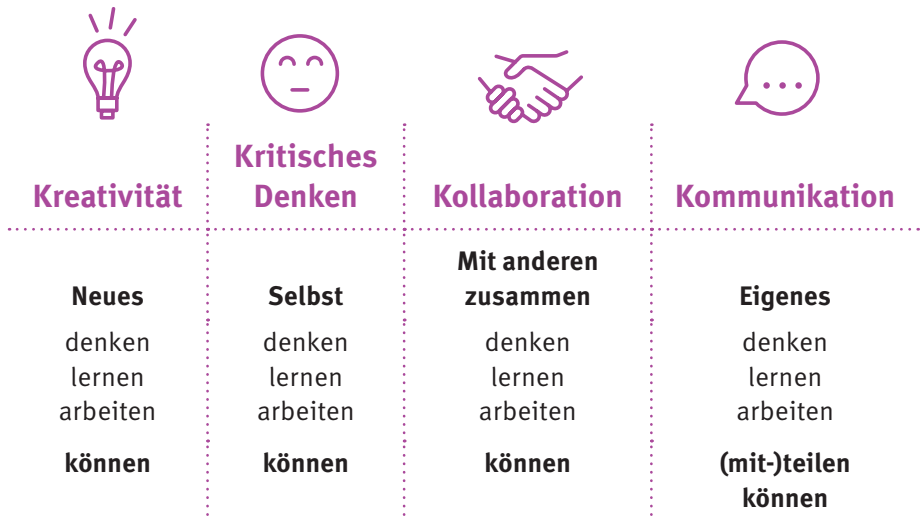 Kreativität
Kritisches
Denken
Kollaboration
Kommunikation
Neues
denken
lernen
arbeiten
können
Selbst
denken
lernen
arbeiten
können
Mit anderen
zusammen
denken
lernen
arbeiten
können
Eigenes
denken
lernen
arbeiten
(mit-)teilen
können